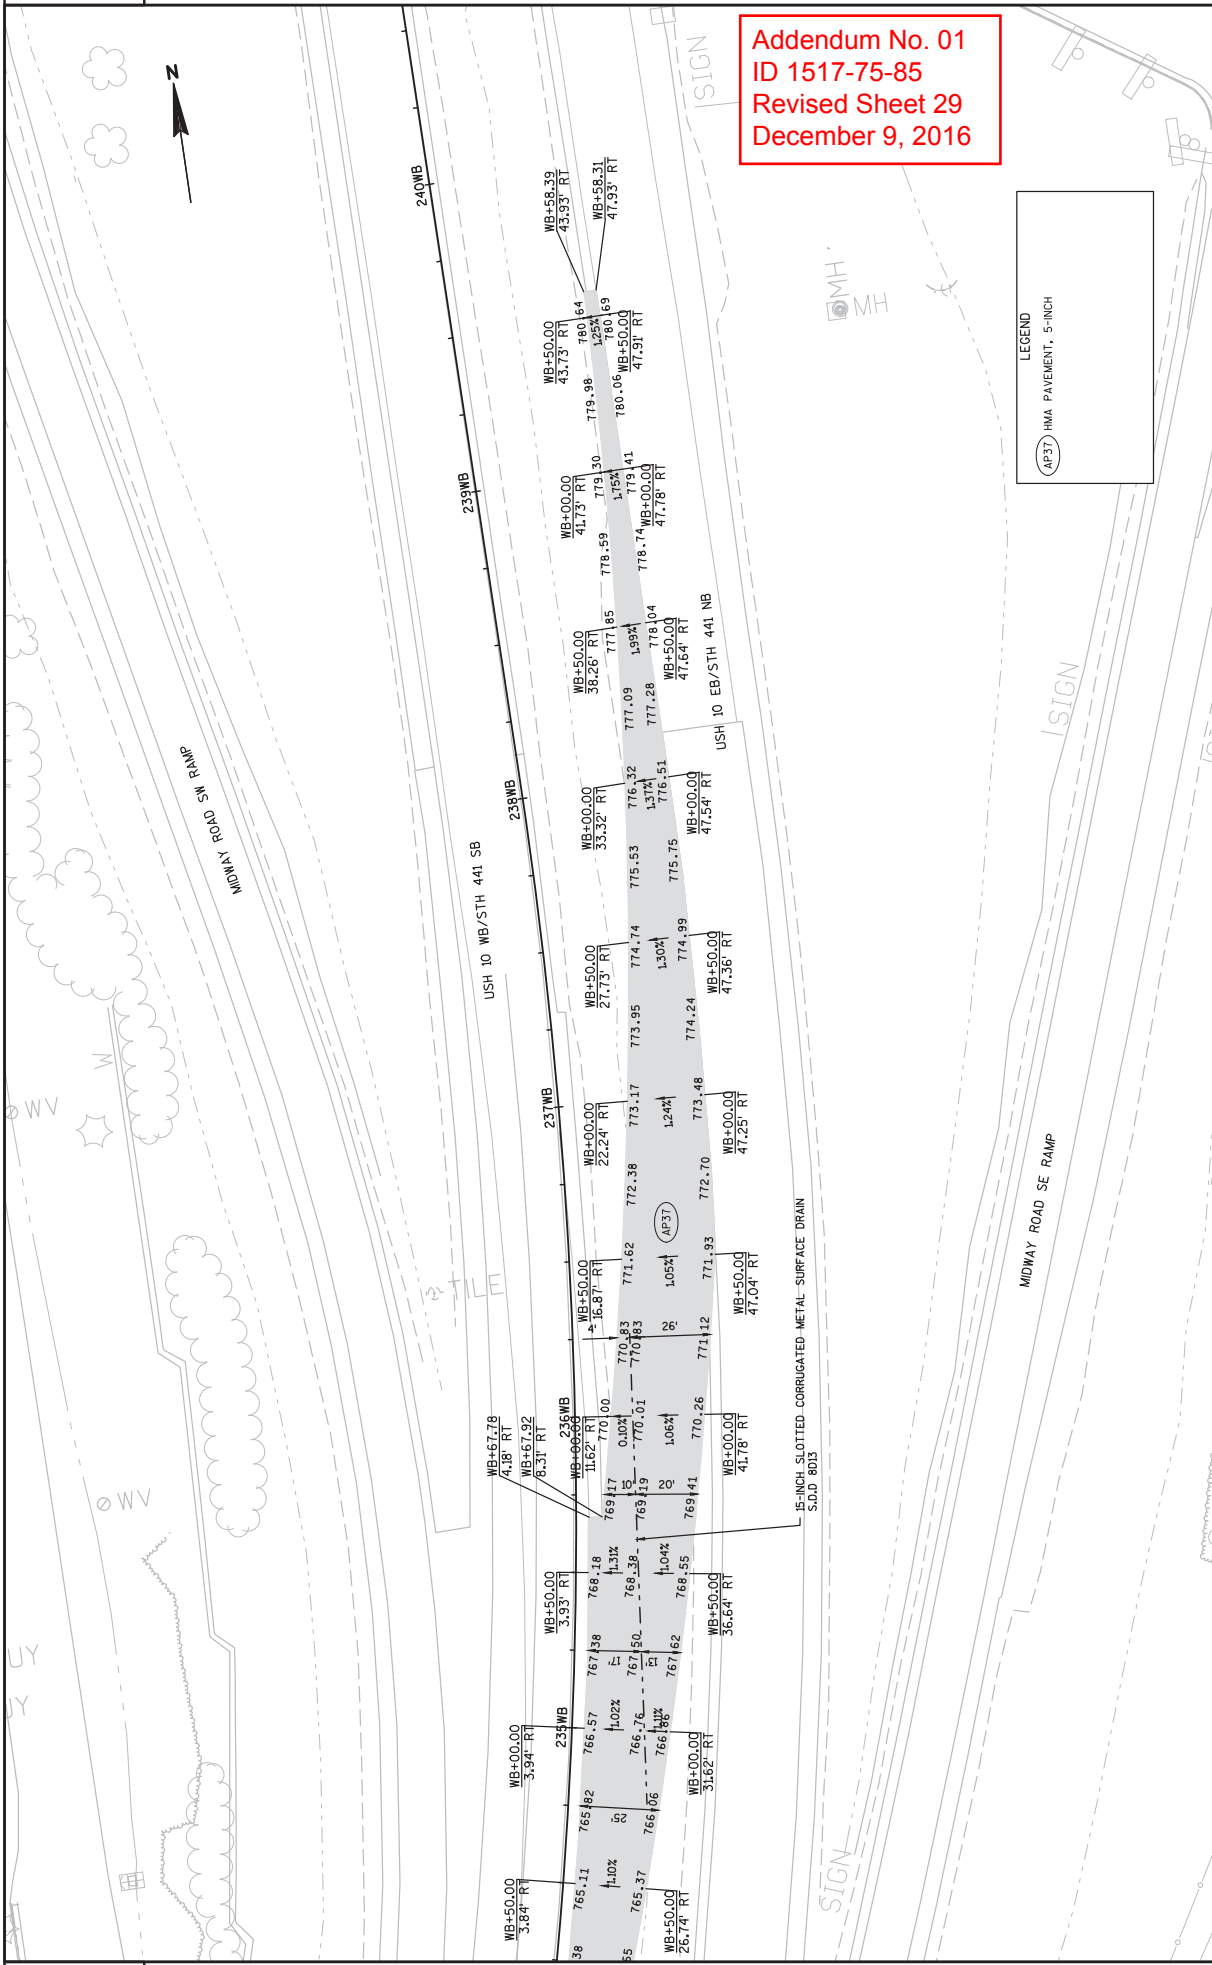 Addendum No. 01
ID 1517-75-85
Revised Sheet 29
December 9, 2016
N
SIGN
240WB
WB+58.39
43.93' RT
WB+58.31
47.93' RT
MH
MH
LEGEND
AP37 HMA PAVEMENT, 5-INCH
WB+50.00
43.73' RT
780.64
1.25%
780.69
WB+50.00
47.91' RT
779.98
780.06
239WB
WB+00.00
41.73' RT
779.30
1.75%
779.41
WB+00.00
47.78' RT
778.59
778.74
WB+50.00
38.26' RT
777.85
1.99%
778.04
WB+50.00
47.64' RT
USH 10 EB/STH 441 NB
SIGN
777.09
777.28
MIDWAY ROAD SW RAMP
238WB
WB+00.00
33.32' RT
776.32
1.37%
776.51
WB+00.00
47.54' RT
USH 10 WB/STH 441 SB
775.53
775.75
WB+50.00
27.73' RT
774.74
1.30%
774.99
WB+50.00
47.36' RT
773.95
774.24
W
WV
237WB
WB+00.00
22.24' RT
773.17
1.24%
773.48
WB+00.00
47.25' RT
772.38
772.70
AP37
MIDWAY ROAD SE RAMP
TILE
WB+50.00
16.87' RT
771.62
1.05%
771.93
WB+50.00
47.04' RT
4'
770.83
770.83
26'
771.12
236WB
WB+00.00
11.62' RT
770.00
0.10%
770.01
1.06%
770.26
WB+00.00
41.78' RT
WB+67.78
4.18' RT
WB+67.92
8.31' RT
WV
769.17
10'
769.19
20'
769.41
15-INCH SLOTTED CORRUGATED METAL SURFACE DRAIN
S.D.D 8D13
WB+50.00
3.93' RT
768.18
1.31%
768.38
1.04%
768.55
WB+50.00
36.64' RT
767.38
17'
767.50
13'
767.62
UY
235WB
WB+00.00
3.94' RT
766.57
1.02%
766.76
1.11%
766.86
WB+00.00
31.62' RT
765.82
25'
766.06
SIGN
WB+50.00
3.84' RT
765.11
1.10%
765.37
WB+50.00
26.74' RT
38